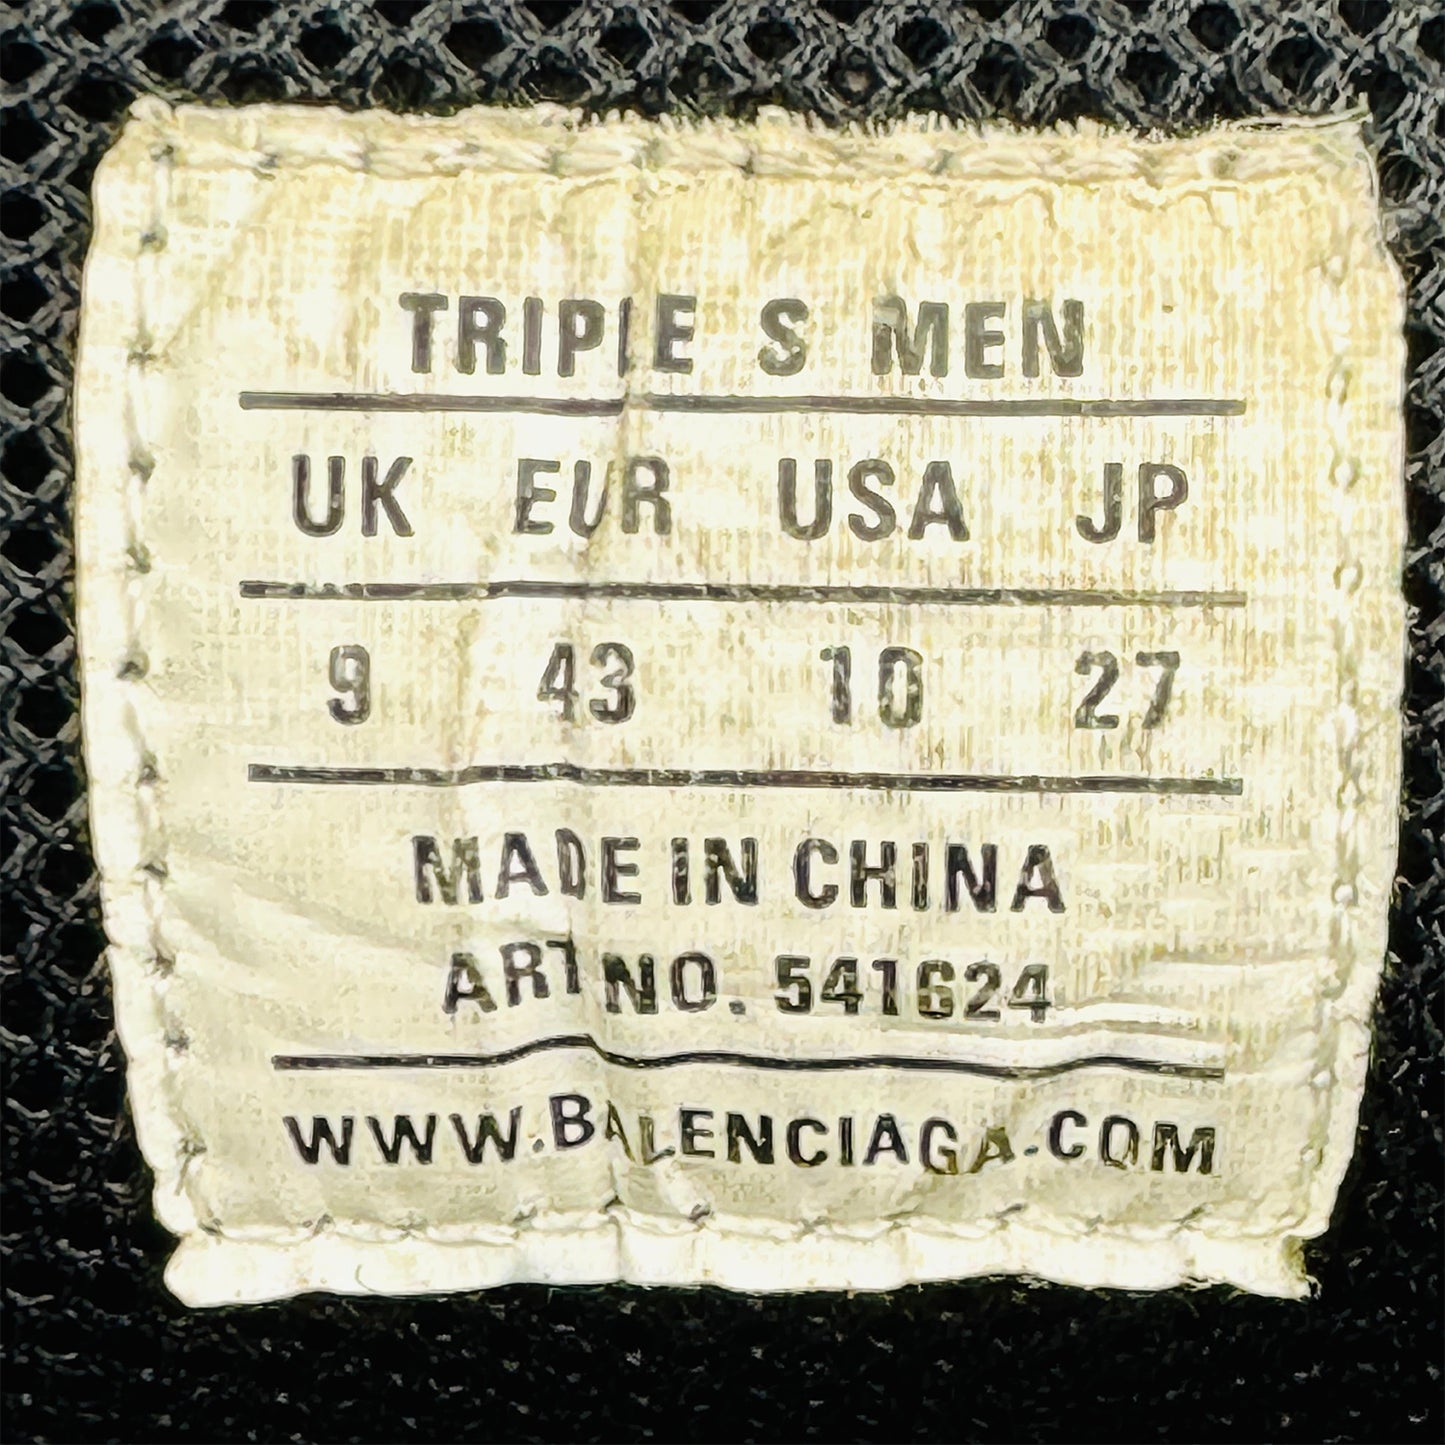 TRIPLE S MEN
UK EUR USA JP
9 43 10 27
MADE IN CHINA
ART NO. 541624
WWW.BALENCIAGA.COM